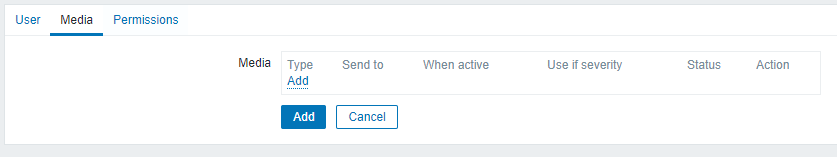 User Media Permissions
Media Type Send to When active Use if severity Status Action
Add
Add Cancel